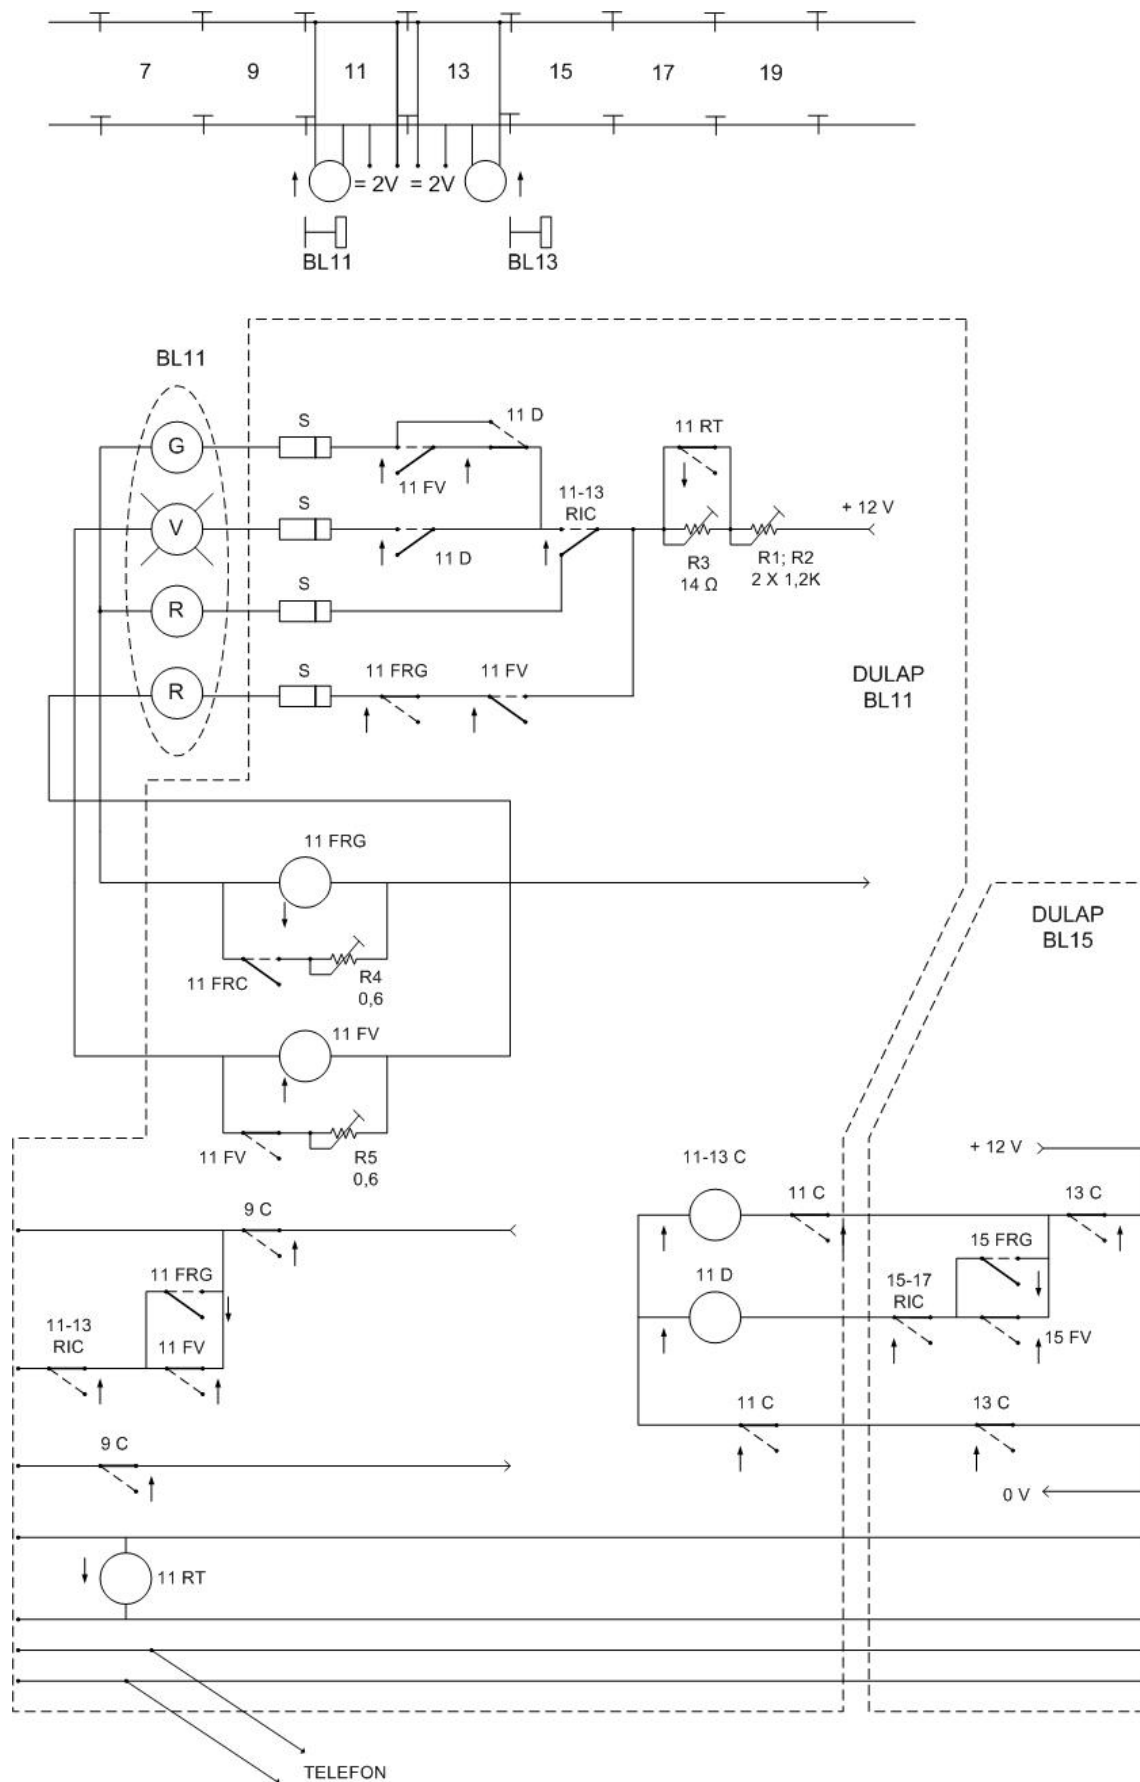 7 9 11 13 15 17 19
= 2V = 2V
BL11 BL13
BL11
G
S
11 D
11 FV
11 RT
V
S
11 D
11-13
RIC
R3
14 Ω
R1; R2
2 X 1,2K
+ 12 V
R
S
R
S
11 FRG
11 FV
DULAP
BL11
11 FRG
11 FRC
R4
0,6
DULAP
BL15
11 FV
11 FV
R5
0,6
9 C
11 FRG
11-13
RIC
11 FV
9 C
11-13 C
11 C
+ 12 V
13 C
11 D
15-17
RIC
15 FRG
15 FV
11 C
13 C
0 V
11 RT
TELEFON